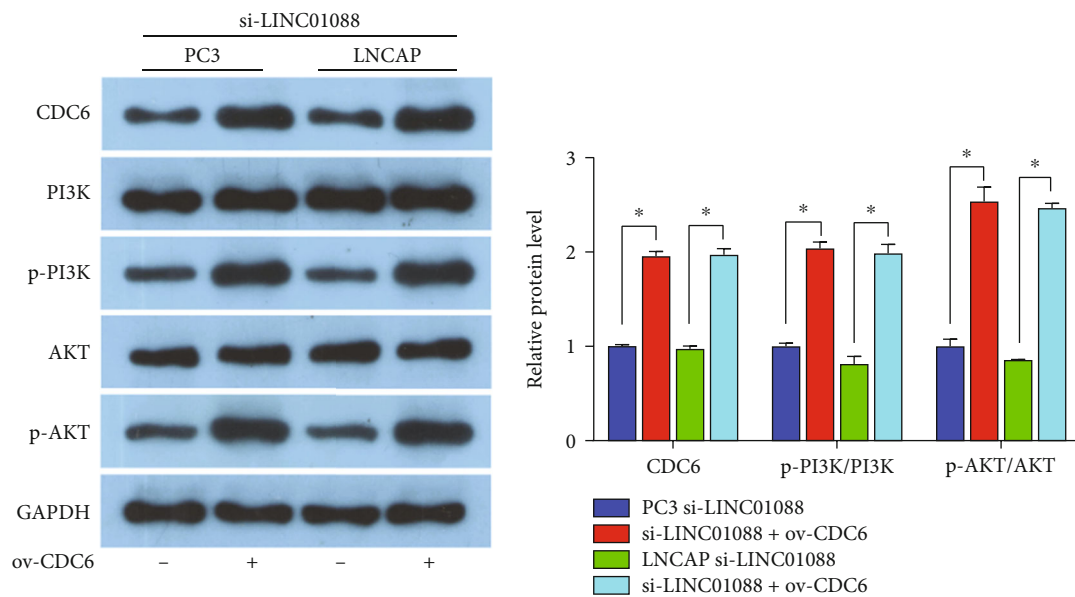 si-LINC01088
PC3 LNCAP
CDC6
PI3K
p-PI3K
AKT
p-AKT
GAPDH
ov-CDC6 – + – +
Relative protein level
3
2
1
0
* * * * * *
CDC6 p-PI3K/PI3K p-AKT/AKT
PC3 si-LINC01088
si-LINC01088 + ov-CDC6
LNCAP si-LINC01088
si-LINC01088 + ov-CDC6